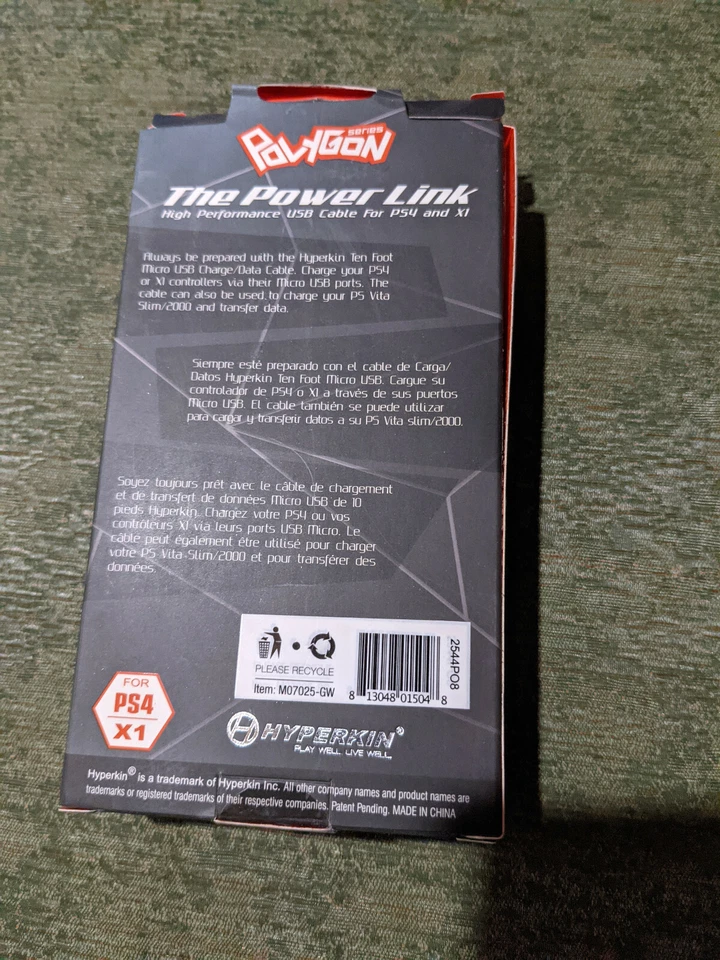 POLYGON series
The Power Link
High Performance USB Cable For PS4 and X1
Always be prepared with the Hyperkin Ten Foot
Micro USB Charge/Data Cable. Charge your PS4
or X1 controllers via their Micro USB ports. The
cable can also be used to charge your PS Vita
Slim/2000 and transfer data.
Siempre esté preparado con el cable de Carga/
Datos Hyperkin Ten Foot Micro USB. Cargue su
controlador de PS4 o X1 a través de sus puertos
Micro USB. El cable también se puede utilizar
para cargar y transferir datos a su PS Vita slim/2000.
Soyez toujours prêt avec le câble de chargement
et de transfert de données Micro USB de 10
pieds Hyperkin. Chargez votre PS4 ou vos
contrôleurs X1 via leurs ports USB Micro. Le
câble peut également être utilisé pour charger
votre PS Vita Slim/2000 et pour transférer des
données.
PLEASE RECYCLE
Item: M07025-GW
8 13048 01504 8
2544PO8
FOR
PS4
X1
HYPERKIN®
PLAY WELL. LIVE WELL.
Hyperkin® is a trademark of Hyperkin Inc. All other company names and product names are
trademarks or registered trademarks of their respective companies. Patent Pending. MADE IN CHINA